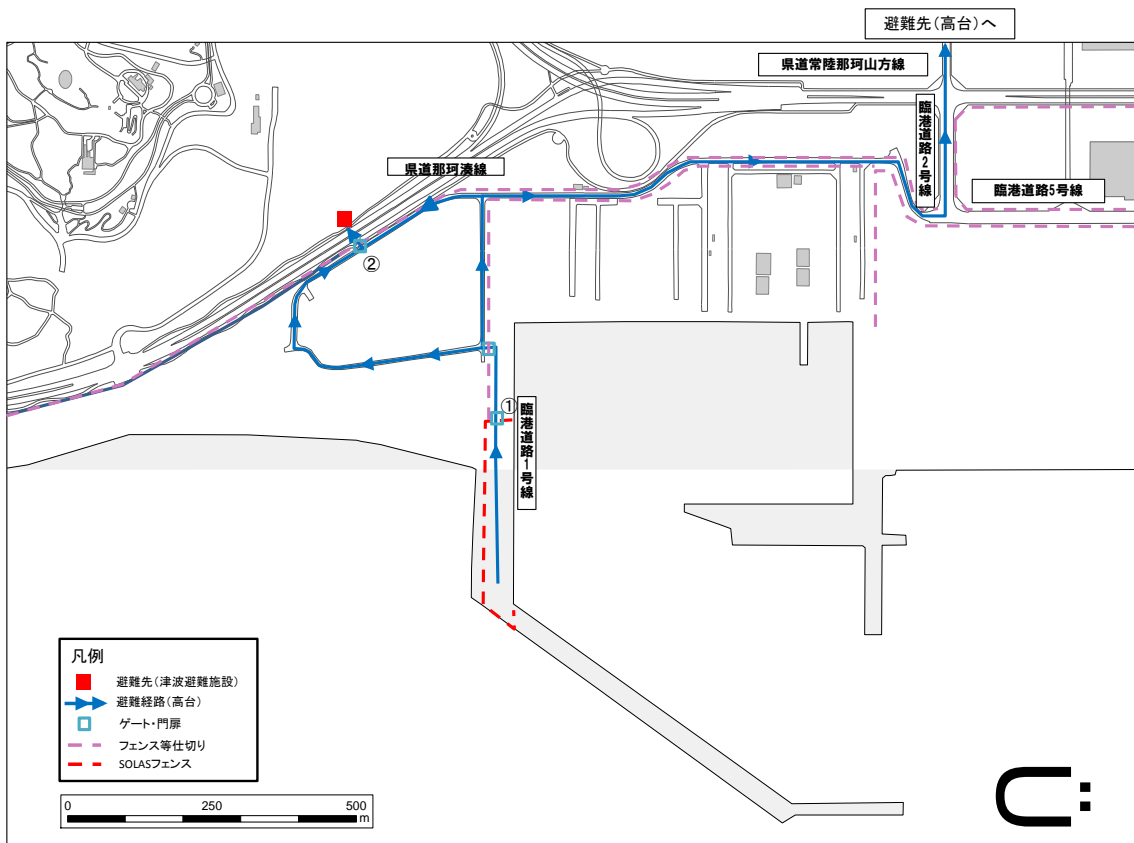 避難先(高台)へ
県道常陸那珂山方線
臨港道路2号線
県道那珂湊線
臨港道路5号線
②
①
臨港道路1号線
凡例
避難先(津波避難施設)
避難経路(高台)
ゲート・門扉
フェンス等仕切り
SOLASフェンス
0 250 500
m